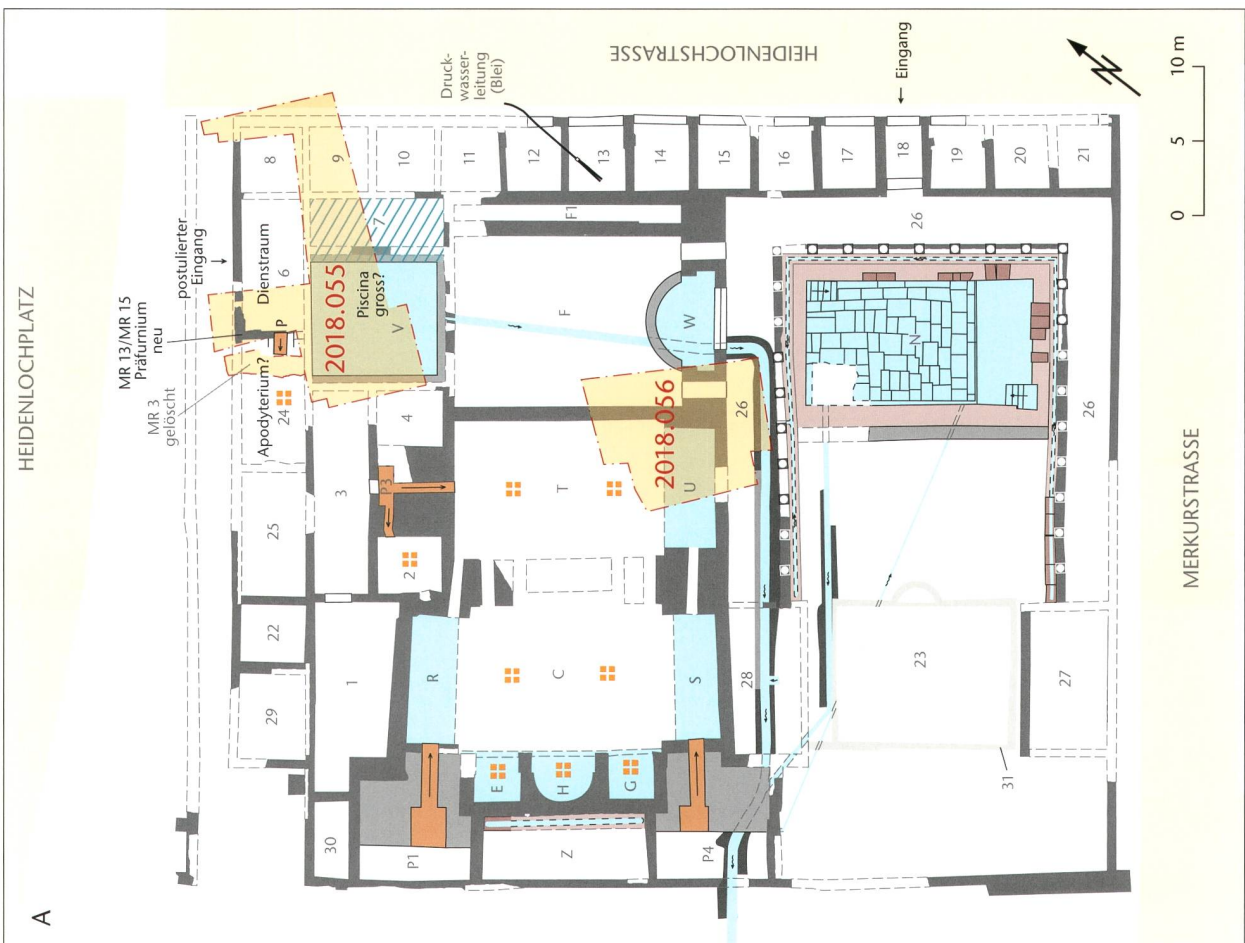 A
HEIDENLOCHPLATZ
HEIDENLOCHSTRASSE
MERKURSTRASSE
postulierter
Eingang
MR 13/MR 15
Präfurnium
neu
MR 3
gelöscht
Apodyterium?
Dienstraum
P
6
24
25
22
29
8
9
10
11
12
13
14
15
16
17
18
19
20
21
Druck-
wasser-
leitung
(Blei)
Eingang
7
2018.055
Piscina
gross?
V
3
4
P3
2
1
30
F1
F
W
T
U
2018.056
26
26
26
N
R
C
S
E
H
G
P1
Z
P4
28
23
27
31
N
0 5 10 m